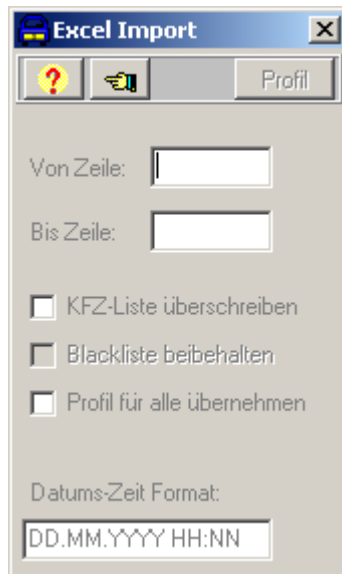 Excel Import
Profil
Von Zeile:
Bis Zeile:
KFZ-Liste überschreiben
Blackliste beibehalten
Profil für alle übernehmen
Datums-Zeit Format:
DD.MM.YYYY HH:NN